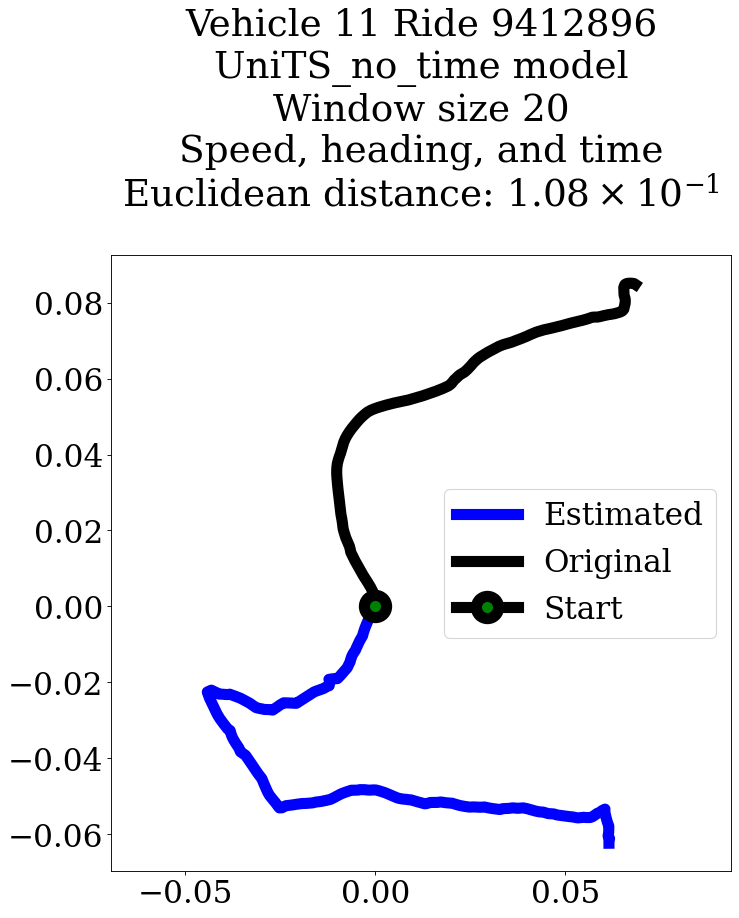 Vehicle 11 Ride 9412896
UniTS_no_time model
Window size 20
Speed, heading, and time
Euclidean distance: 1.08 × 10⁻¹
0.08
0.06
0.04
0.02
0.00
−0.02
−0.04
−0.06
Estimated
Original
Start
−0.05
0.00
0.05